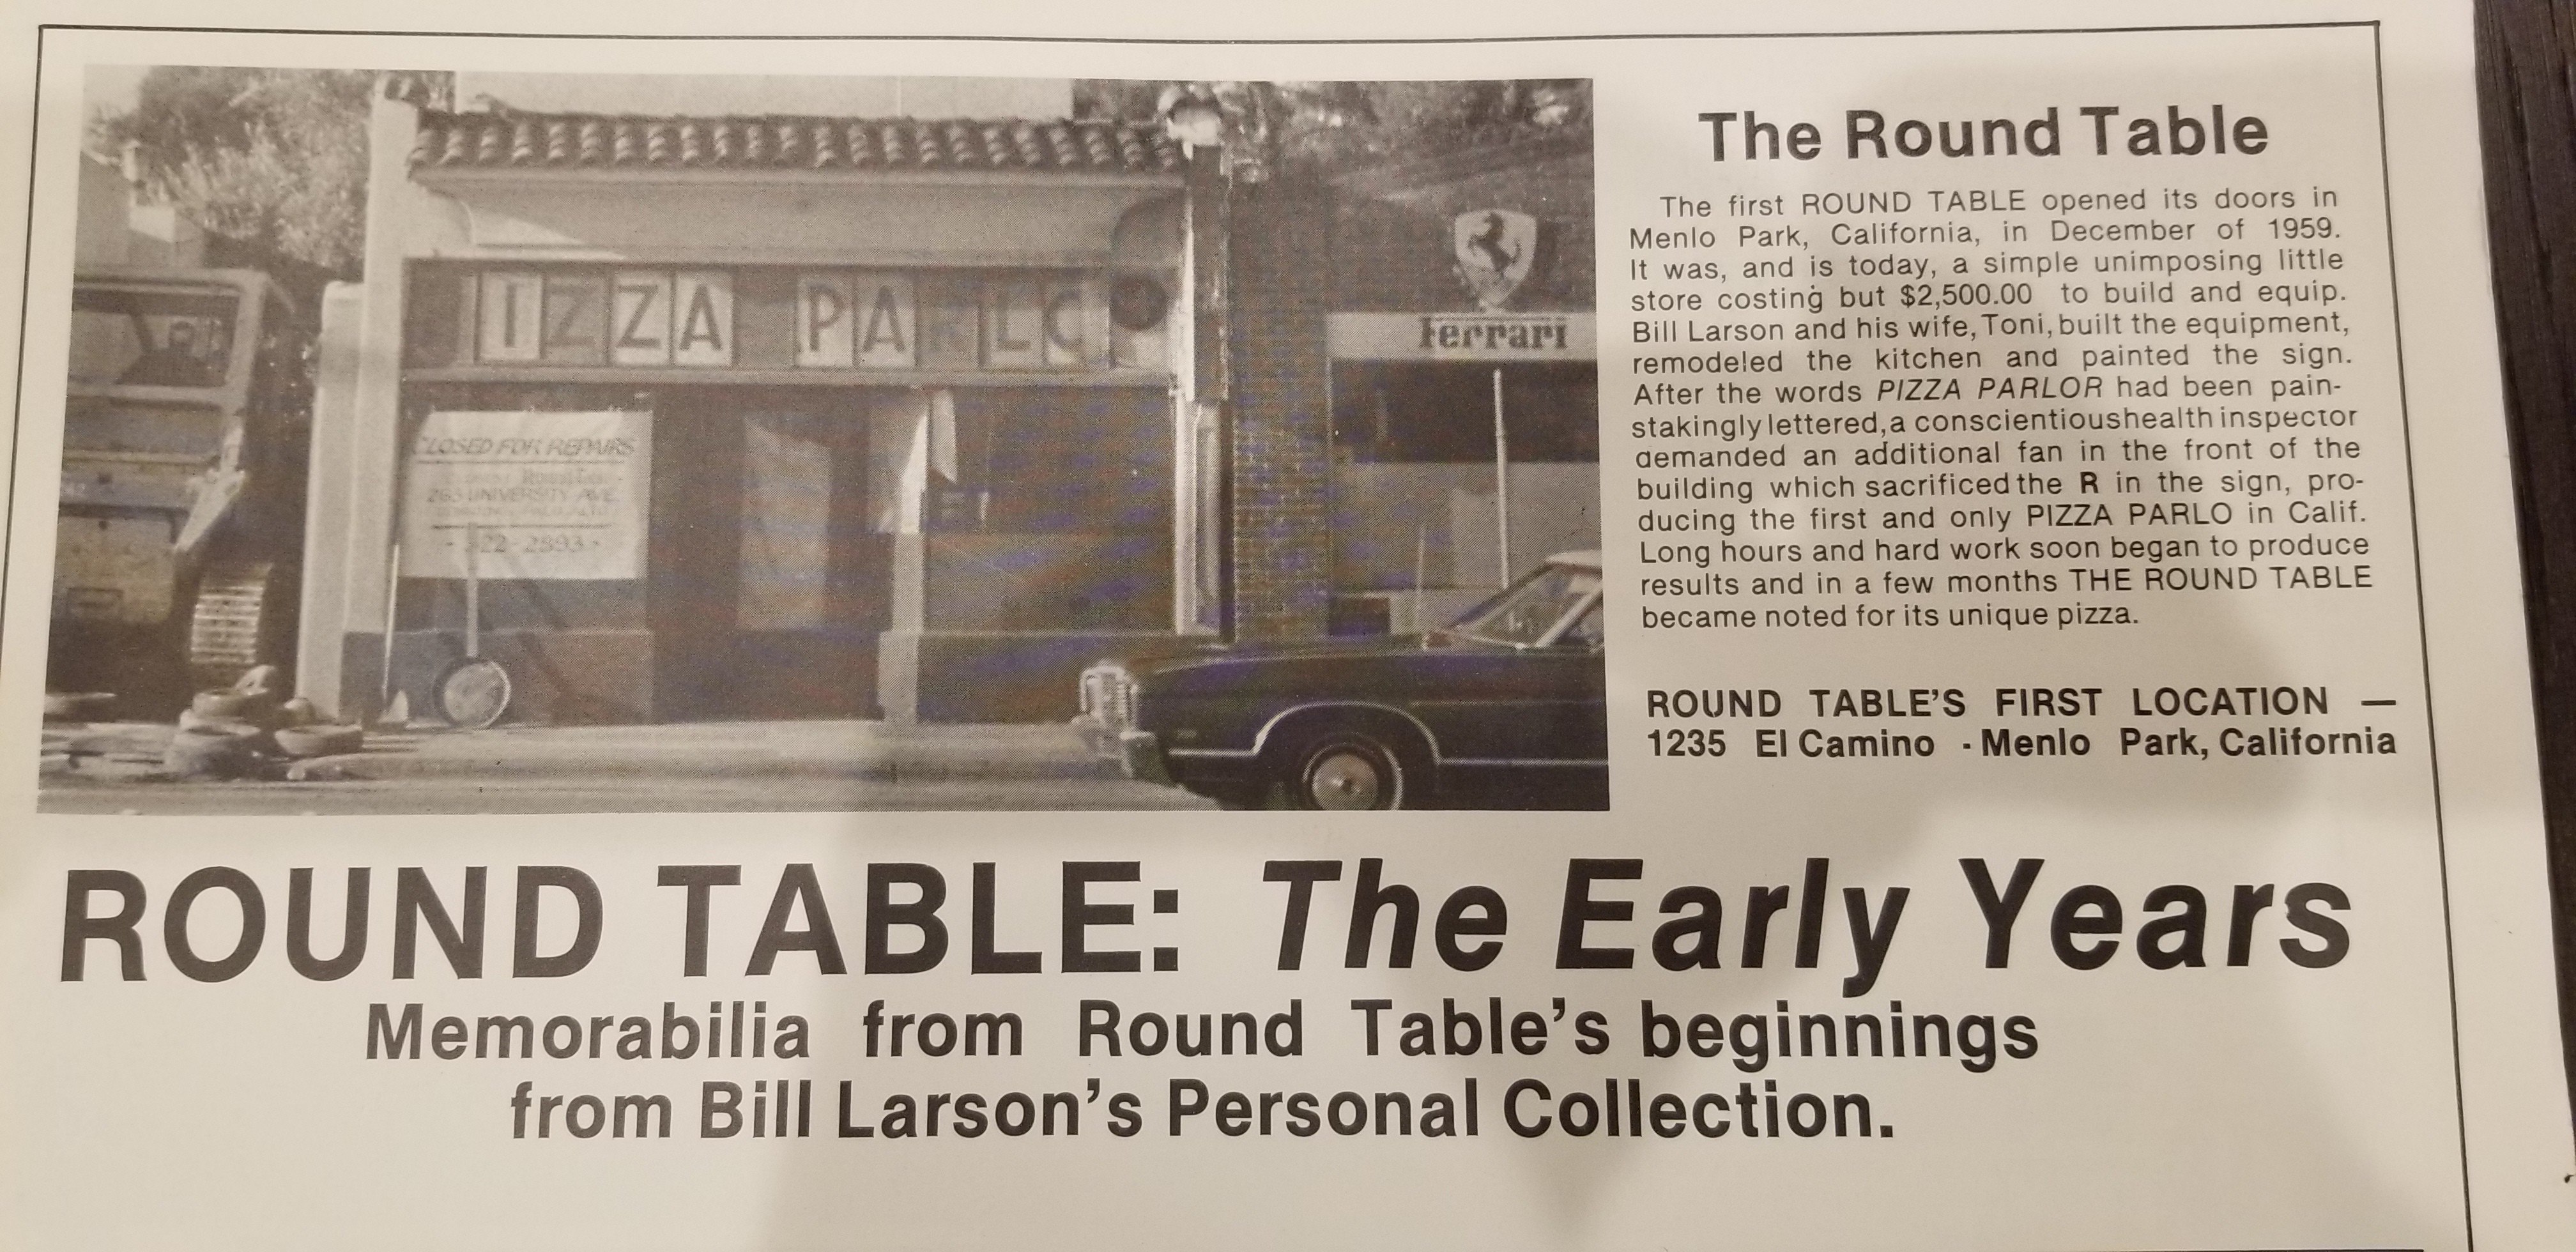 IZZA PARLO
CLOSED FOR REPAIRS
263 UNIVERSITY AVE.
322-2893
Ferrari
The Round Table
The first ROUND TABLE opened its doors in
Menlo Park, California, in December of 1959.
It was, and is today, a simple unimposing little
store costing but $2,500.00 to build and equip.
Bill Larson and his wife, Toni, built the equipment,
remodeled the kitchen and painted the sign.
After the words PIZZA PARLOR had been pain-
stakingly lettered, a conscientioushealth inspector
demanded an additional fan in the front of the
building which sacrificed the R in the sign, pro-
ducing the first and only PIZZA PARLO in Calif.
Long hours and hard work soon began to produce
results and in a few months THE ROUND TABLE
became noted for its unique pizza.
ROUND TABLE'S FIRST LOCATION —
1235 El Camino - Menlo Park, California
ROUND TABLE: The Early Years
Memorabilia from Round Table's beginnings
from Bill Larson's Personal Collection.